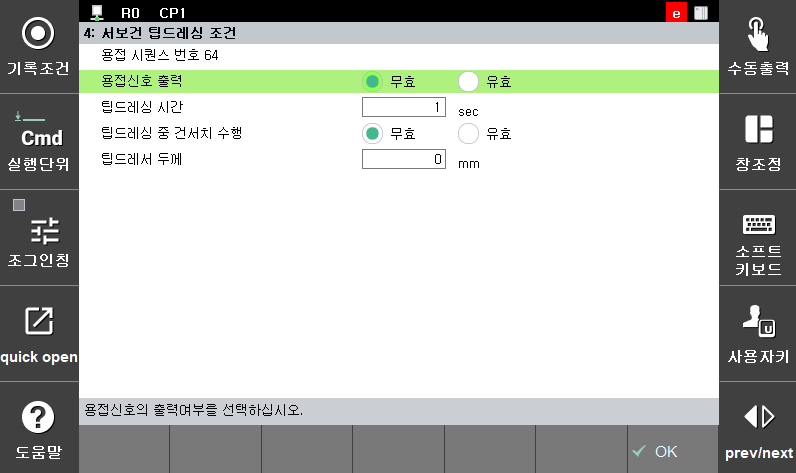 R0 CP1 e
4: 서보건 팁드레싱 조건
용접 시퀀스 번호 64
용접신호 출력 무효 유효
팁드레싱 시간 1 sec
팁드레싱 중 건서치 수행 무효 유효
팁드레서 두께 0 mm
용접신호의 출력여부를 선택하십시오.
OK
기록조건
Cmd
실행단위
조그인칭
quick open
?
도움말
수동출력
창조정
소프트
키보드
U
사용자키
prev/next